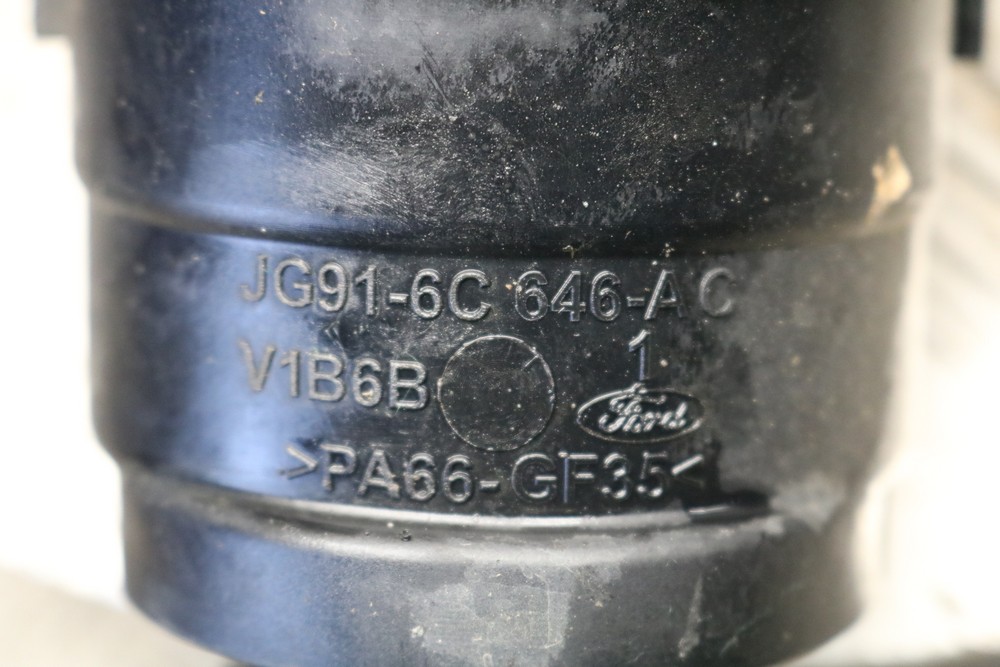 JG91-6C 646-AC
V1B6B 1
Ford
>PA66-GF35<